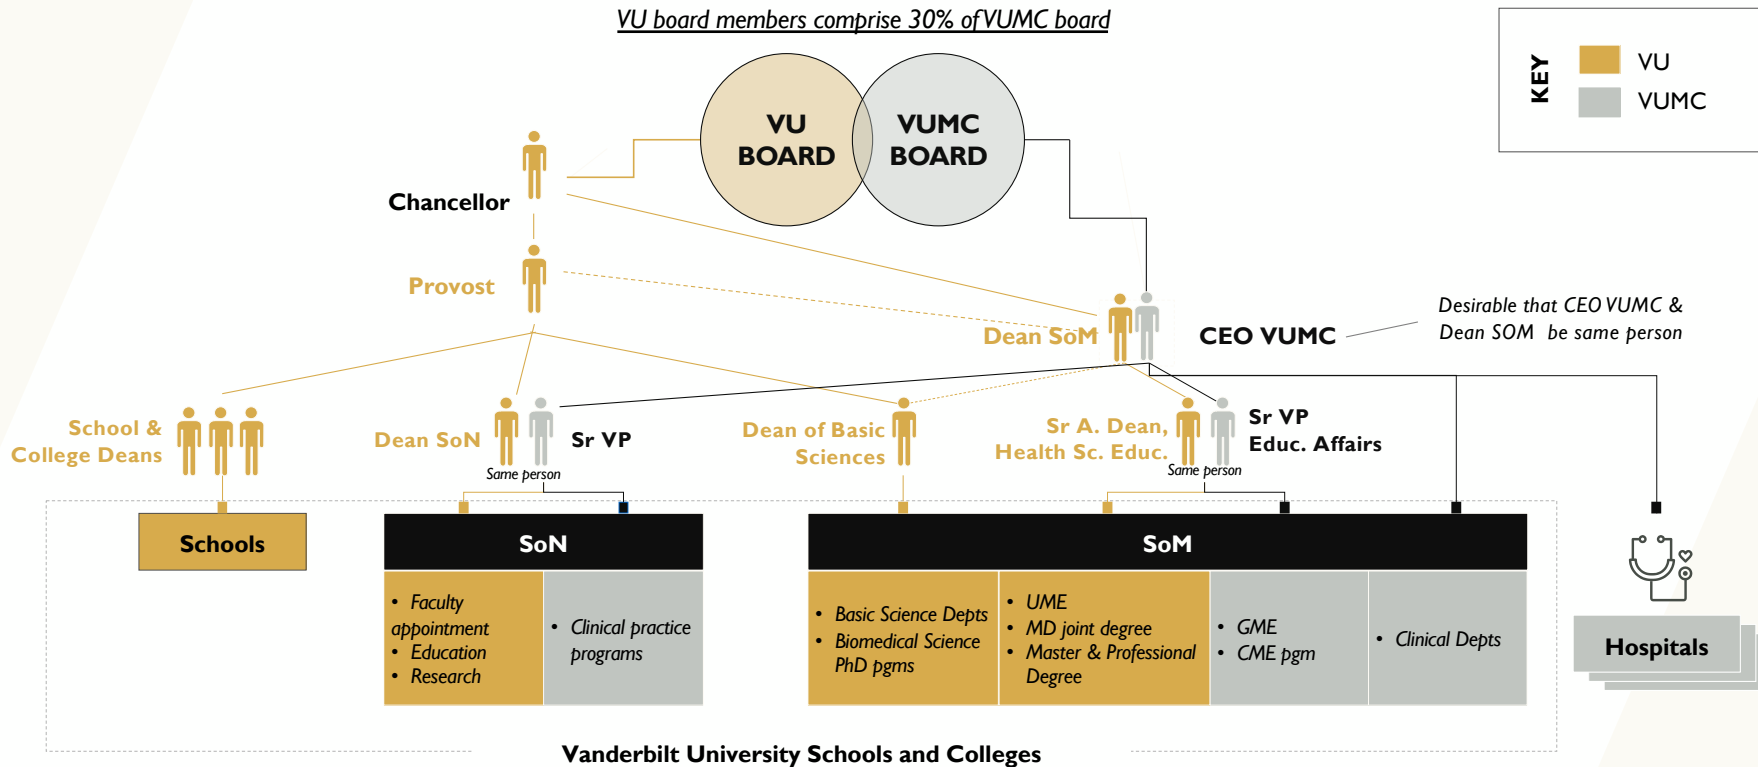 VU board members comprise 30% of VUMC board
KEY
VU
VUMC
VU
BOARD
VUMC
BOARD
Chancellor
Provost
Dean SoM
CEO VUMC
Desirable that CEO VUMC &
Dean SOM be same person
School &
College Deans
Dean SoN
Sr VP
Same person
Dean of Basic
Sciences
Sr A. Dean,
Health Sc. Educ.
Sr VP
Educ. Affairs
Same person
Schools
SoN
• Faculty
appointment
• Education
• Research
• Clinical practice
programs
SoM
• Basic Science Depts
• Biomedical Science
PhD pgms
• UME
• MD joint degree
• Master & Professional
Degree
• GME
• CME pgm
• Clinical Depts
Hospitals
Vanderbilt University Schools and Colleges